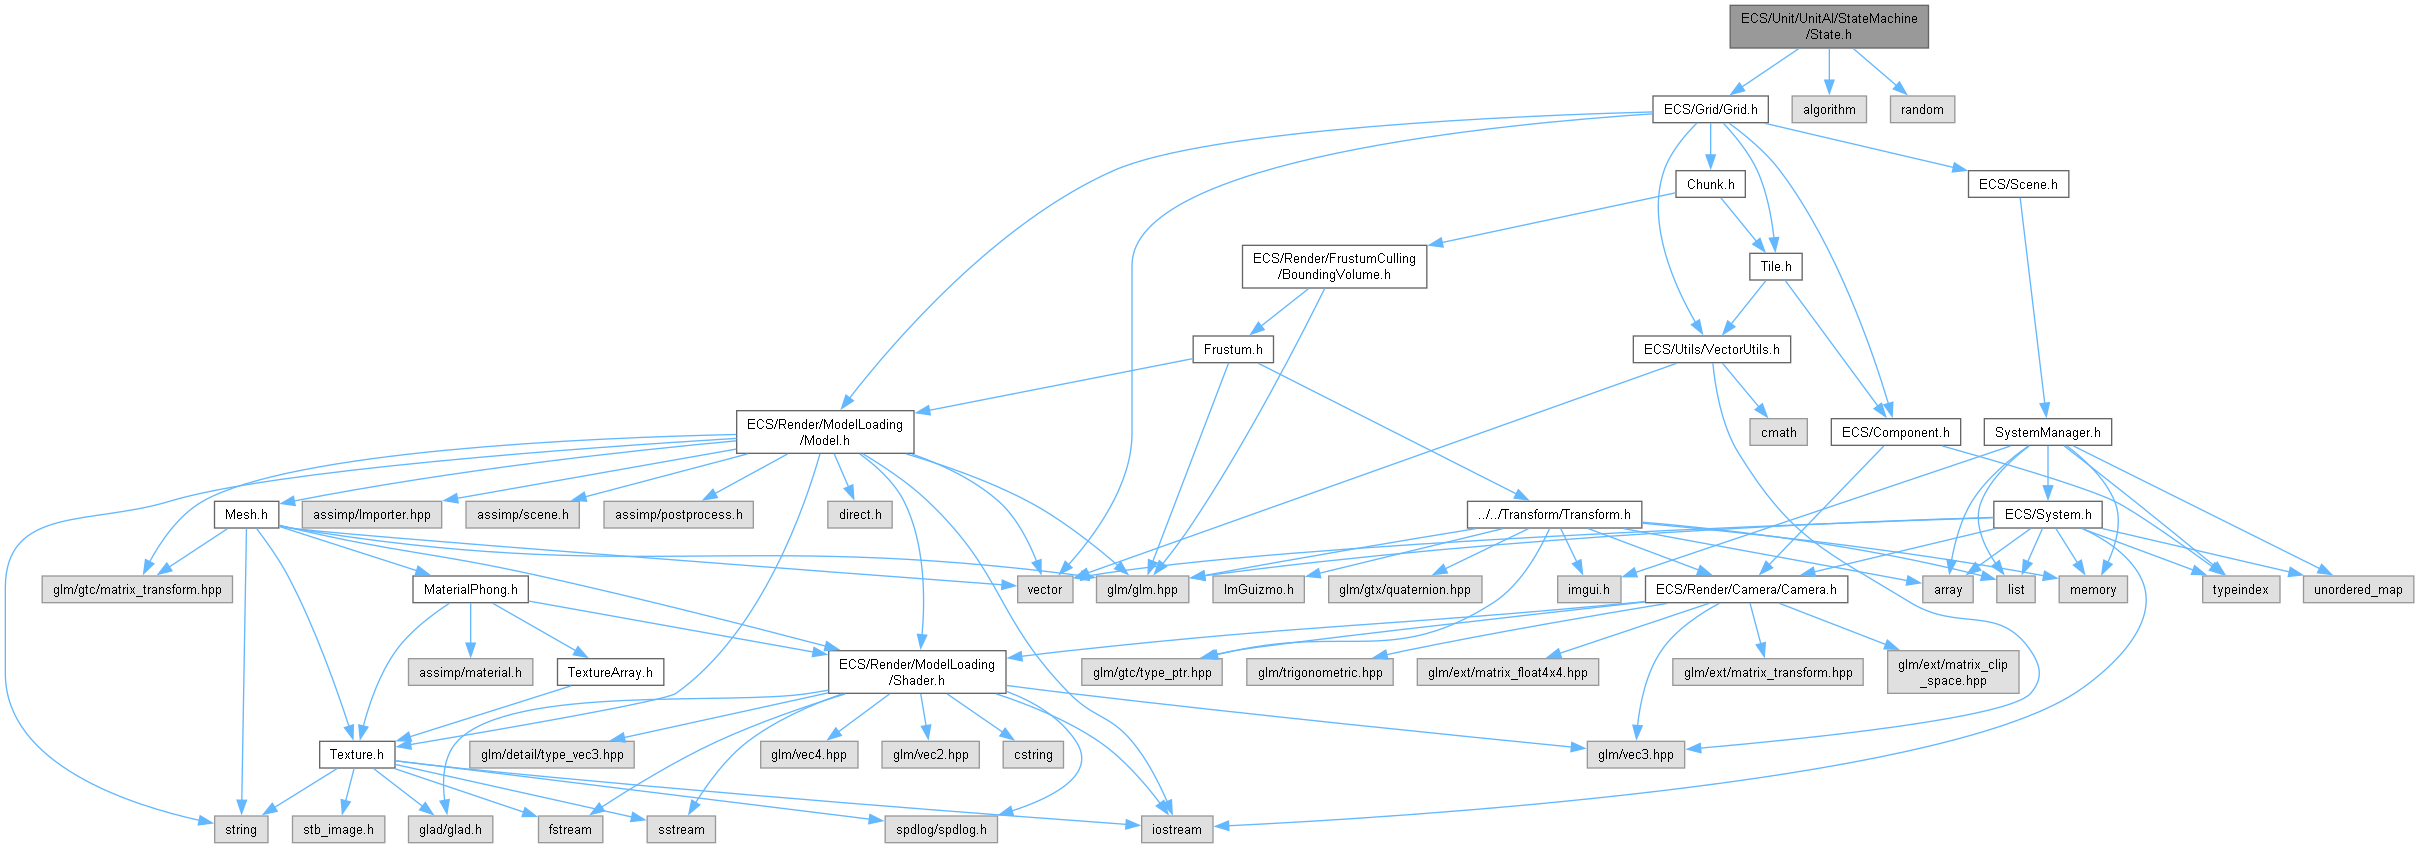 ECS/Unit/UnitAI/StateMachine
/State.h
ECS/Grid/Grid.h
algorithm
random
Chunk.h
ECS/Scene.h
ECS/Render/FrustumCulling
/BoundingVolume.h
Tile.h
Frustum.h
ECS/Utils/VectorUtils.h
ECS/Render/ModelLoading
/Model.h
cmath
ECS/Component.h
SystemManager.h
Mesh.h
assimp/Importer.hpp
assimp/scene.h
assimp/postprocess.h
direct.h
../../Transform/Transform.h
ECS/System.h
glm/gtc/matrix_transform.hpp
MaterialPhong.h
vector
glm/glm.hpp
ImGuizmo.h
glm/gtx/quaternion.hpp
imgui.h
ECS/Render/Camera/Camera.h
array
list
memory
typeindex
unordered_map
assimp/material.h
TextureArray.h
ECS/Render/ModelLoading
/Shader.h
glm/gtc/type_ptr.hpp
glm/trigonometric.hpp
glm/ext/matrix_float4x4.hpp
glm/ext/matrix_transform.hpp
glm/ext/matrix_clip
_space.hpp
Texture.h
glm/detail/type_vec3.hpp
glm/vec4.hpp
glm/vec2.hpp
cstring
glm/vec3.hpp
string
stb_image.h
glad/glad.h
fstream
sstream
spdlog/spdlog.h
iostream